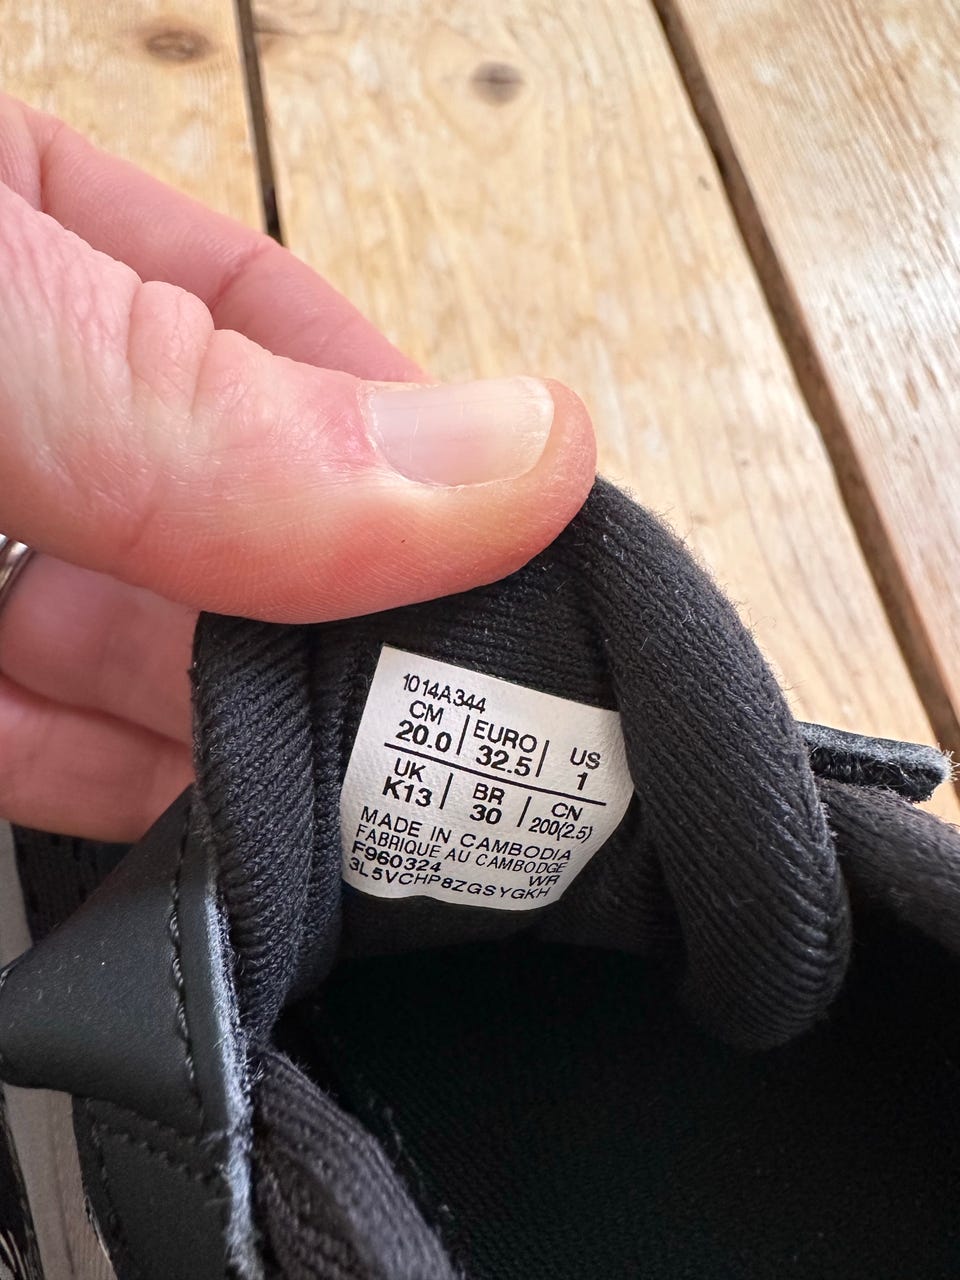 1014A344
CM | EURO | US
20.0 | 32.5 | 1
UK | BR | CN
K13 | 30 | 200(2.5)
MADE IN CAMBODIA
FABRIQUE AU CAMBODGE
F960324 WR
3L5VCHP8ZGSYGKH